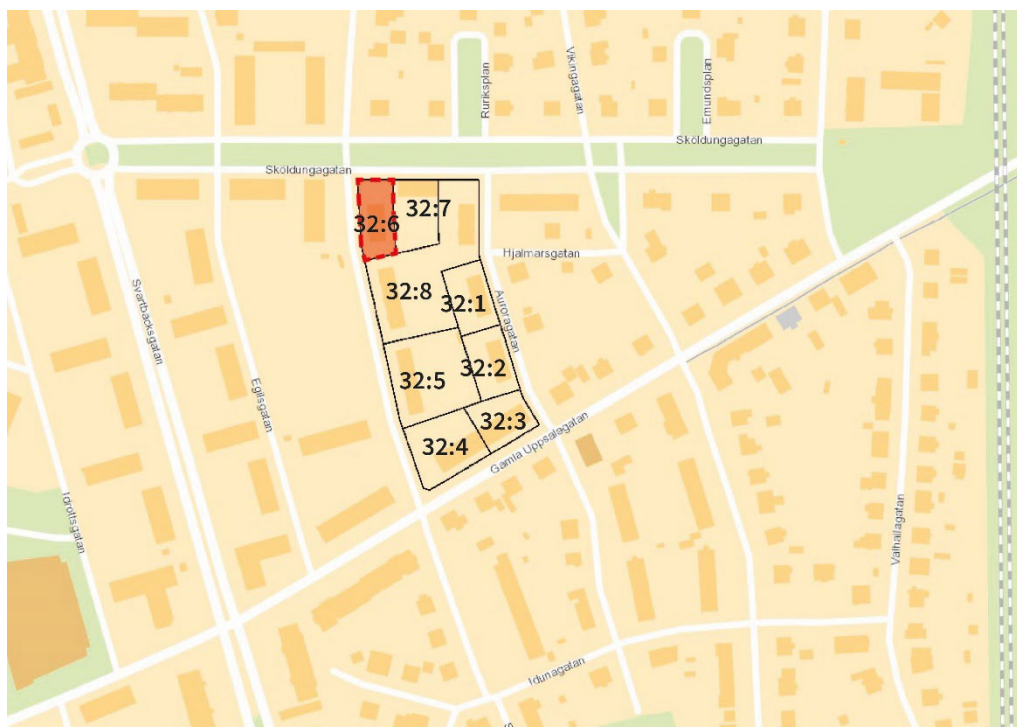 Ruriksplan
Vikingagatan
Emundsplan
Sköldungagatan
Sköldungagatan
32:6
32:7
Hjalmarsgatan
32:8
32:1
Auroragatan
Svartbäcksgatan
32:5
32:2
Egilsgatan
32:3
32:4
Gamla Uppsalagatan
Idrottsgatan
Valhallagatan
Idunagatan